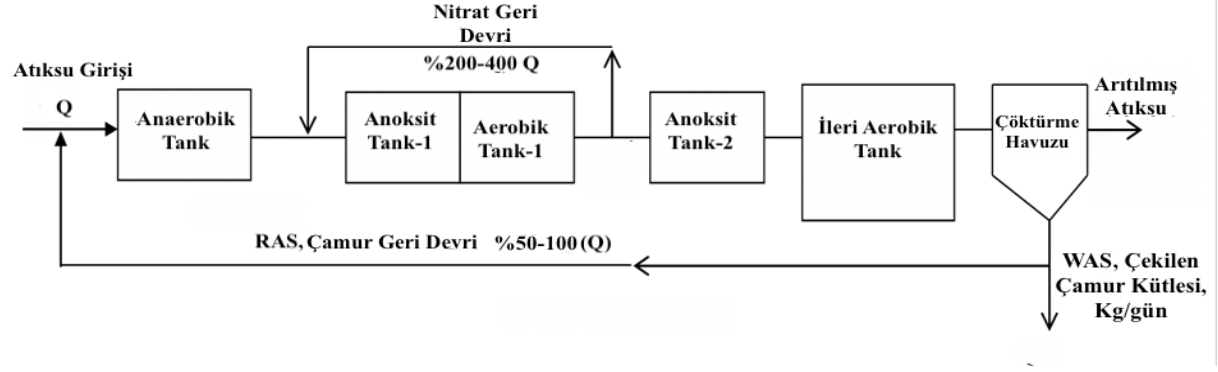 Nitrat Geri
Devri
%200-400 Q
Atıksu Girişi
Q
Anaerobik
Tank
Anoksit
Tank-1
Aerobik
Tank-1
Anoksit
Tank-2
İleri Aerobik
Tank
Çöktürme
Havuzu
Arıtılmış
Atıksu
RAS, Çamur Geri Devri %50-100 (Q)
WAS, Çekilen
Çamur Kütlesi,
Kg/gün